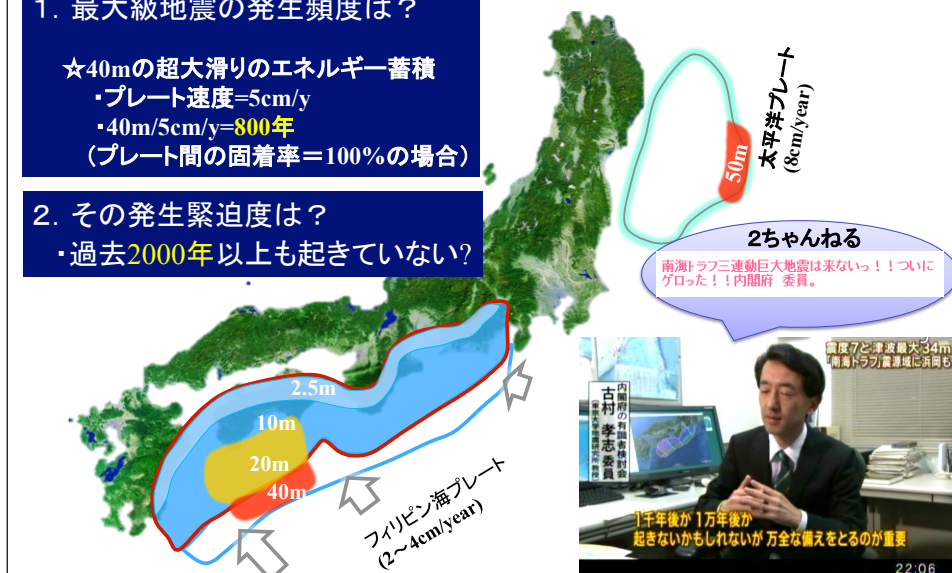 1．最大級地震の発生頻度は？
☆40mの超大滑りのエネルギー蓄積
・プレート速度=5cm/y
・40m/5cm/y=800年
（プレート間の固着率＝100%の場合）
2．その発生緊迫度は？
・過去2000年以上も起きていない?
50m
太平洋プレート
(8cm/year)
2ちゃんねる
南海トラフ三連動巨大地震は来ないっ！！ついに
ゲロった！！内閣府　委員。
2.5m
10m
20m
40m
フィリピン海プレート
(2〜4cm/year)
震度7と津波最大34m
「南海トラフ」震源域に浜岡も
内閣府の有識者検討会
古村 孝志 委員
（東京大学地震研究所 教授）
1千年後か 1万年後か
起きないかもしれないが 万全な備えをとるのが重要
22:06